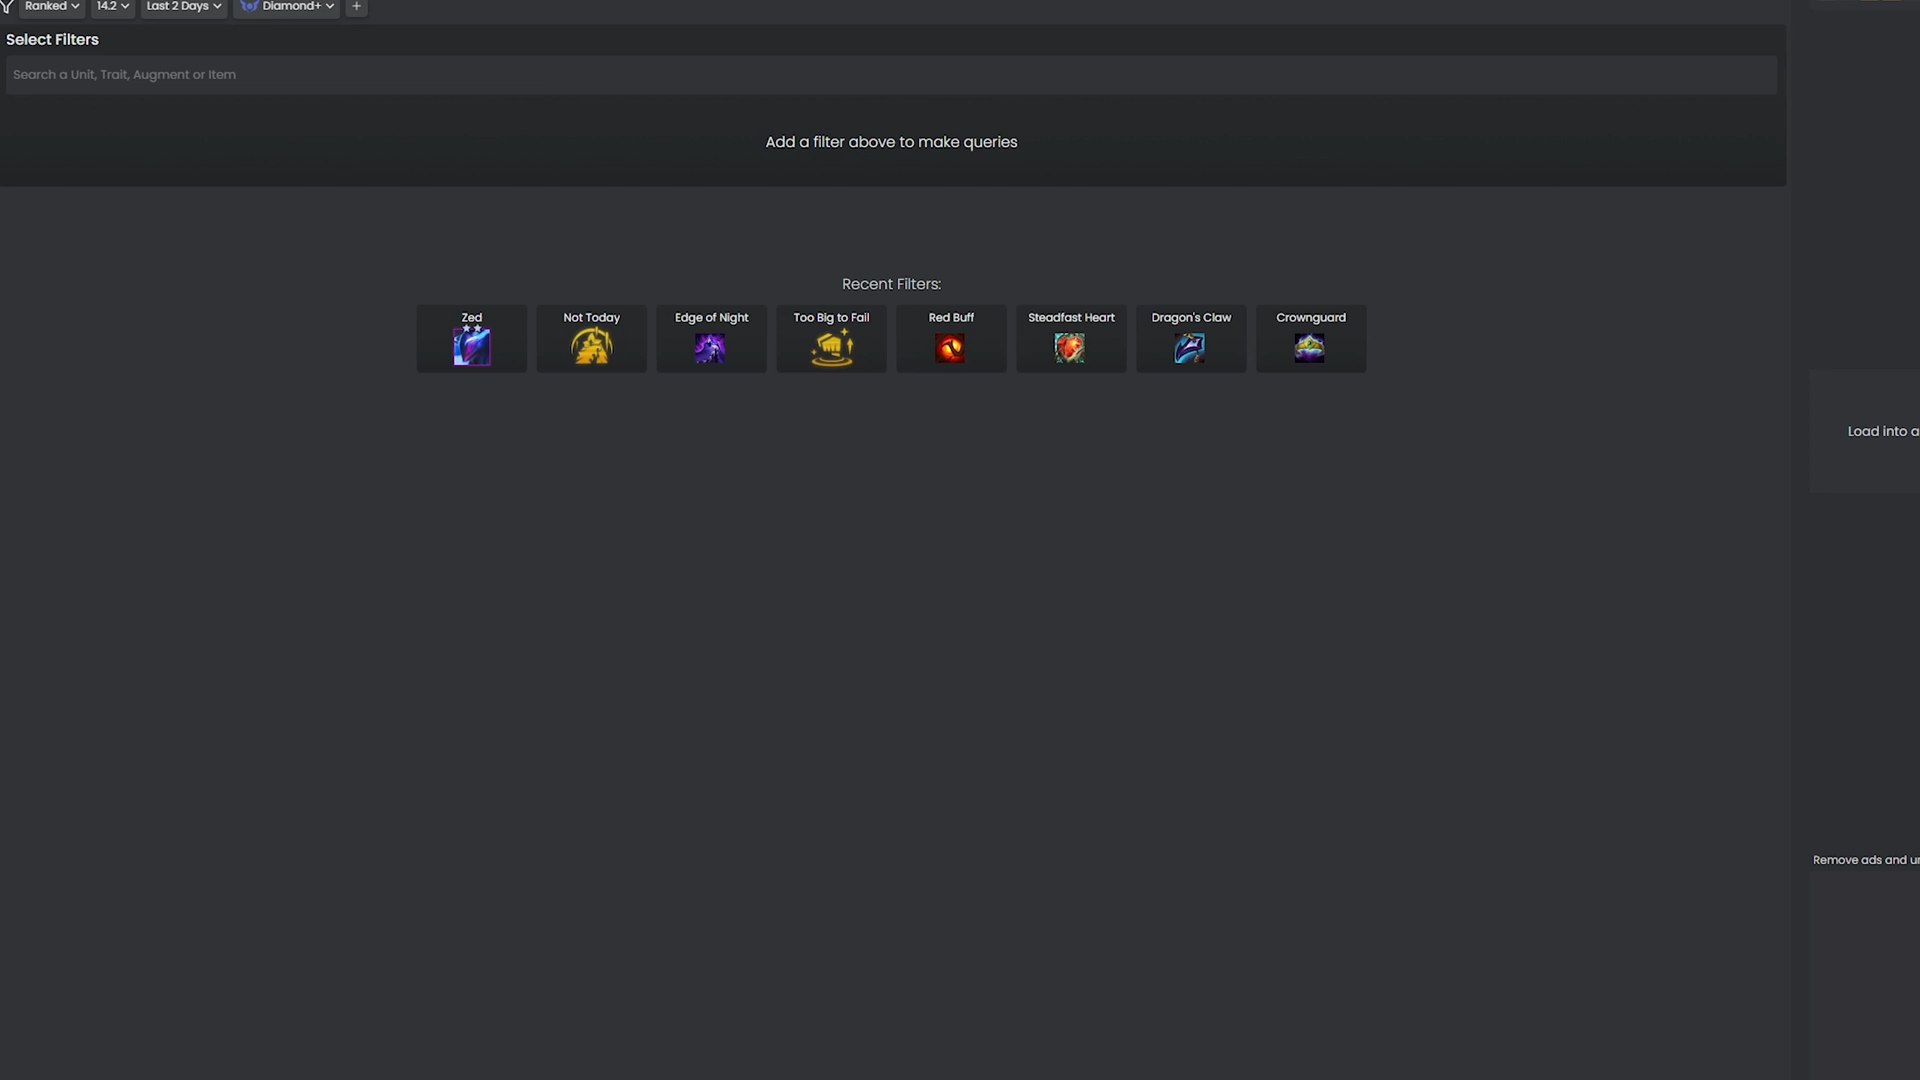 Ranked 14.2 Last 2 Days Diamond+ +
Select Filters
Search a Unit, Trait, Augment or Item
Add a filter above to make queries
Recent Filters:
Zed Not Today Edge of Night Too Big to Fail Red Buff Steadfast Heart Dragon's Claw Crownguard
Load into a
Remove ads and un